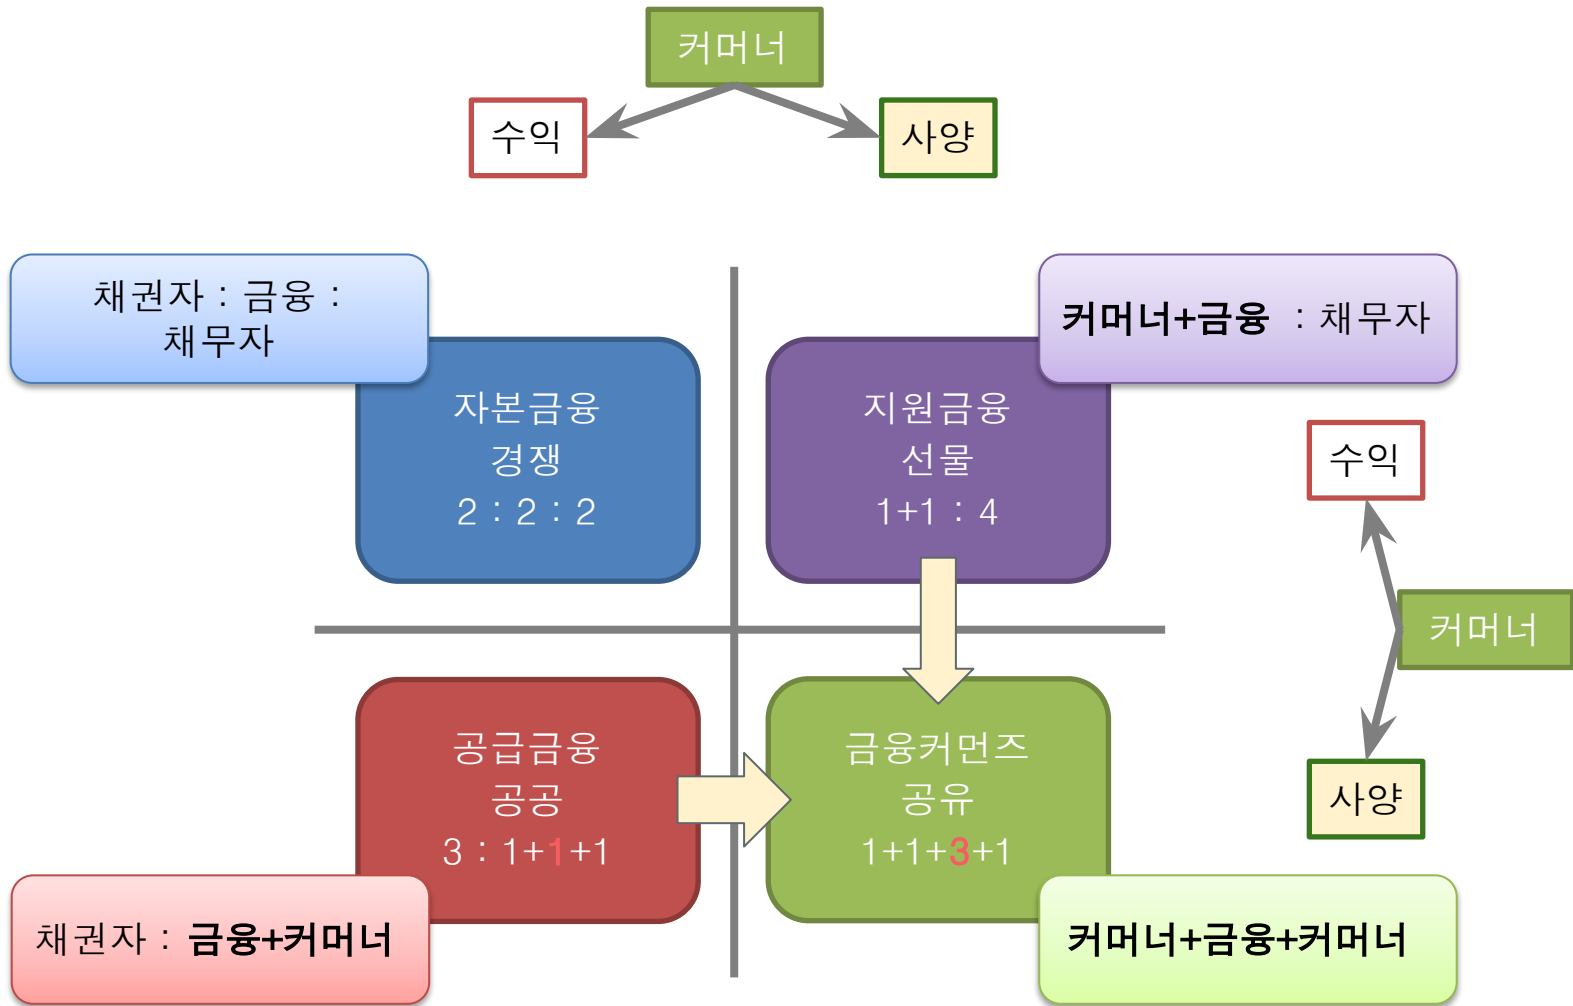 커머너
수익
사양
채권자 : 금융 :
채무자
커머너+금융 : 채무자
자본금융
경쟁
2 : 2 : 2
지원금융
선물
1+1 : 4
수익
커머너
사양
공급금융
공공
3 : 1+1+1
금융커먼즈
공유
1+1+3+1
채권자 : 금융+커머너
커머너+금융+커머너